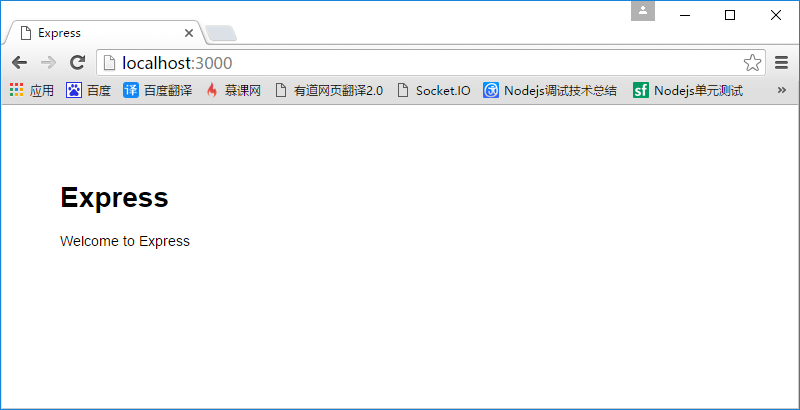 Express
localhost:3000
应用 百度 译 百度翻译 慕课网 有道网页翻译2.0 Socket.IO Nodejs调试技术总结 sf Nodejs单元测试 »
Express
Welcome to Express